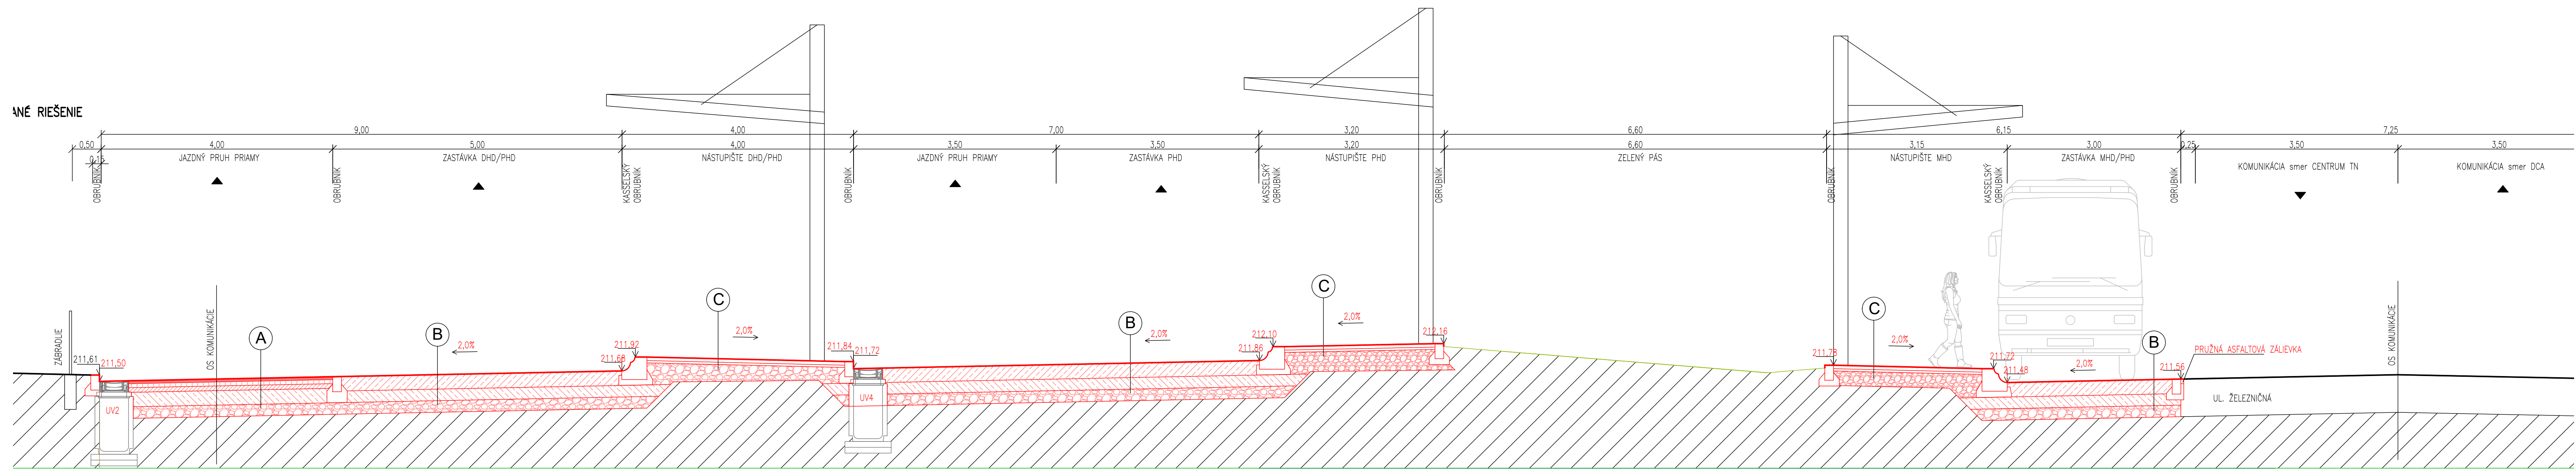 ANÉ RIEŠENIE
9,00
4,00
7,00
3,20
6,60
6,15
7,25
0,50
4,00
5,00
4,00
3,50
3,50
3,20
6,60
3,15
3,00
0,25
3,50
3,50
0,15
JAZDNÝ PRUH PRIAMY
ZASTÁVKA DHD/PHD
NÁSTUPIŠTE DHD/PHD
JAZDNÝ PRUH PRIAMY
ZASTÁVKA PHD
NÁSTUPIŠTE PHD
ZELENÝ PÁS
NÁSTUPIŠTE MHD
ZASTÁVKA MHD/PHD
KOMUNIKÁCIA smer CENTRUM TN
KOMUNIKÁCIA smer DCA
OBRUBNÍK
OBRUBNÍK
KASSELSKÝ
OBRUBNÍK
OBRUBNÍK
KASSELSKÝ
OBRUBNÍK
OBRUBNÍK
OBRUBNÍK
KASSELSKÝ
OBRUBNÍK
OBRUBNÍK
ZÁBRADLIE
OS KOMUNIKÁCIE
OS KOMUNIKÁCIE
A
B
C
B
C
C
B
2,0%
2,0%
2,0%
2,0%
2,0%
2,0%
211,61
211,50
211,68
211,92
211,84
211,72
211,86
212,10
212,16
211,78
211,72
211,48
211,56
PRUŽNÁ ASFALTOVÁ ZÁLIEVKA
UL. ŽELEZNIČNÁ
UV2
UV4